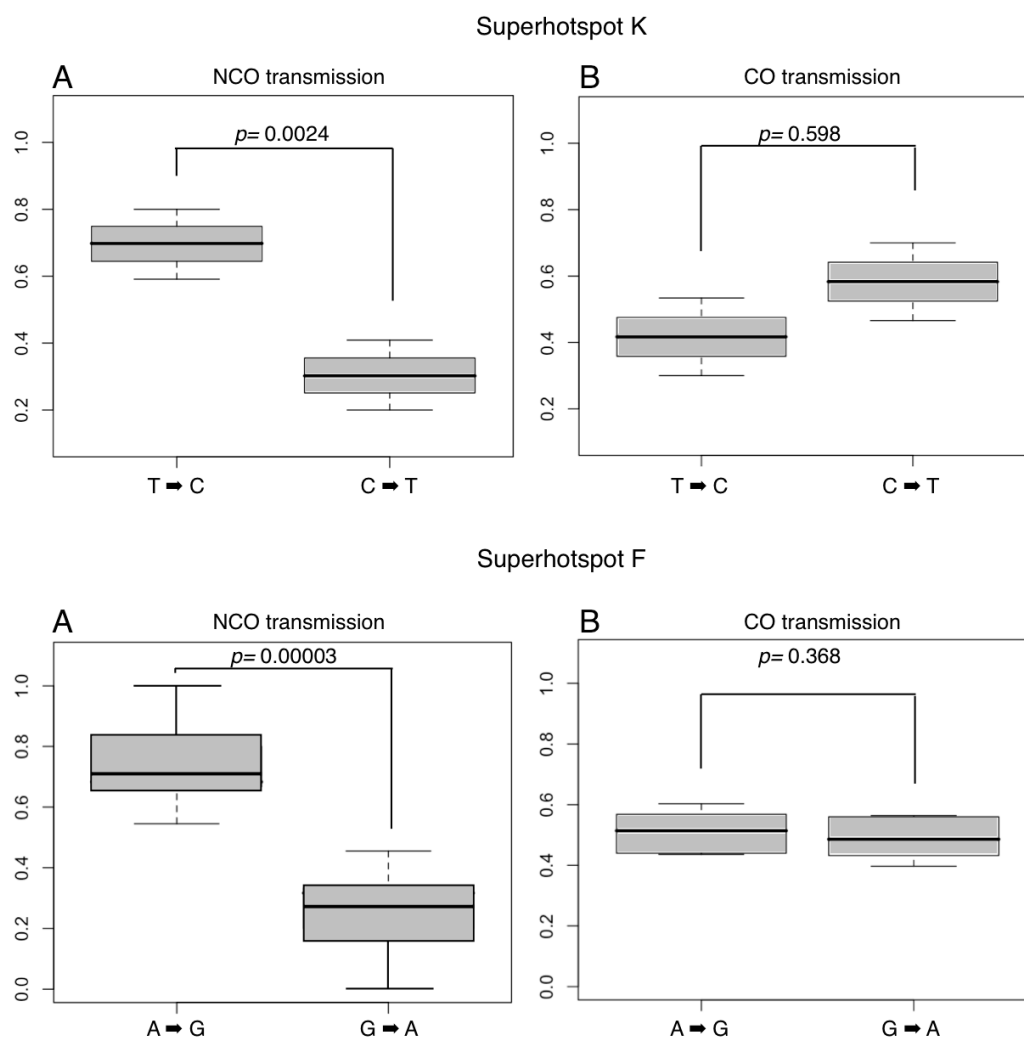 Superhotspot K
A NCO transmission
p= 0.0024
1.0
0.8
0.6
0.4
0.2
T ➡ C C ➡ T
B CO transmission
p= 0.598
1.0
0.8
0.6
0.4
0.2
T ➡ C C ➡ T
Superhotspot F
A NCO transmission
p= 0.00003
1.0
0.8
0.6
0.4
0.2
0.0
A ➡ G G ➡ A
B CO transmission
p= 0.368
1.0
0.8
0.6
0.4
0.2
0.0
A ➡ G G ➡ A